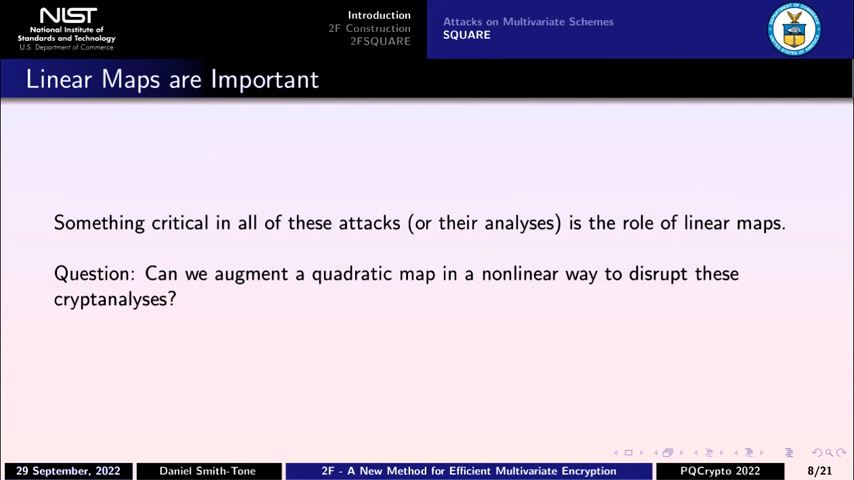 NIST
National Institute of
Standards and Technology
U.S. Department of Commerce
Introduction
2F Construction
2FSQUARE
Attacks on Multivariate Schemes
SQUARE
Linear Maps are Important
Something critical in all of these attacks (or their analyses) is the role of linear maps.
Question: Can we augment a quadratic map in a nonlinear way to disrupt these
cryptanalyses?
29 September, 2022
Daniel Smith-Tone
2F - A New Method for Efficient Multivariate Encryption
PQCrypto 2022
8/21